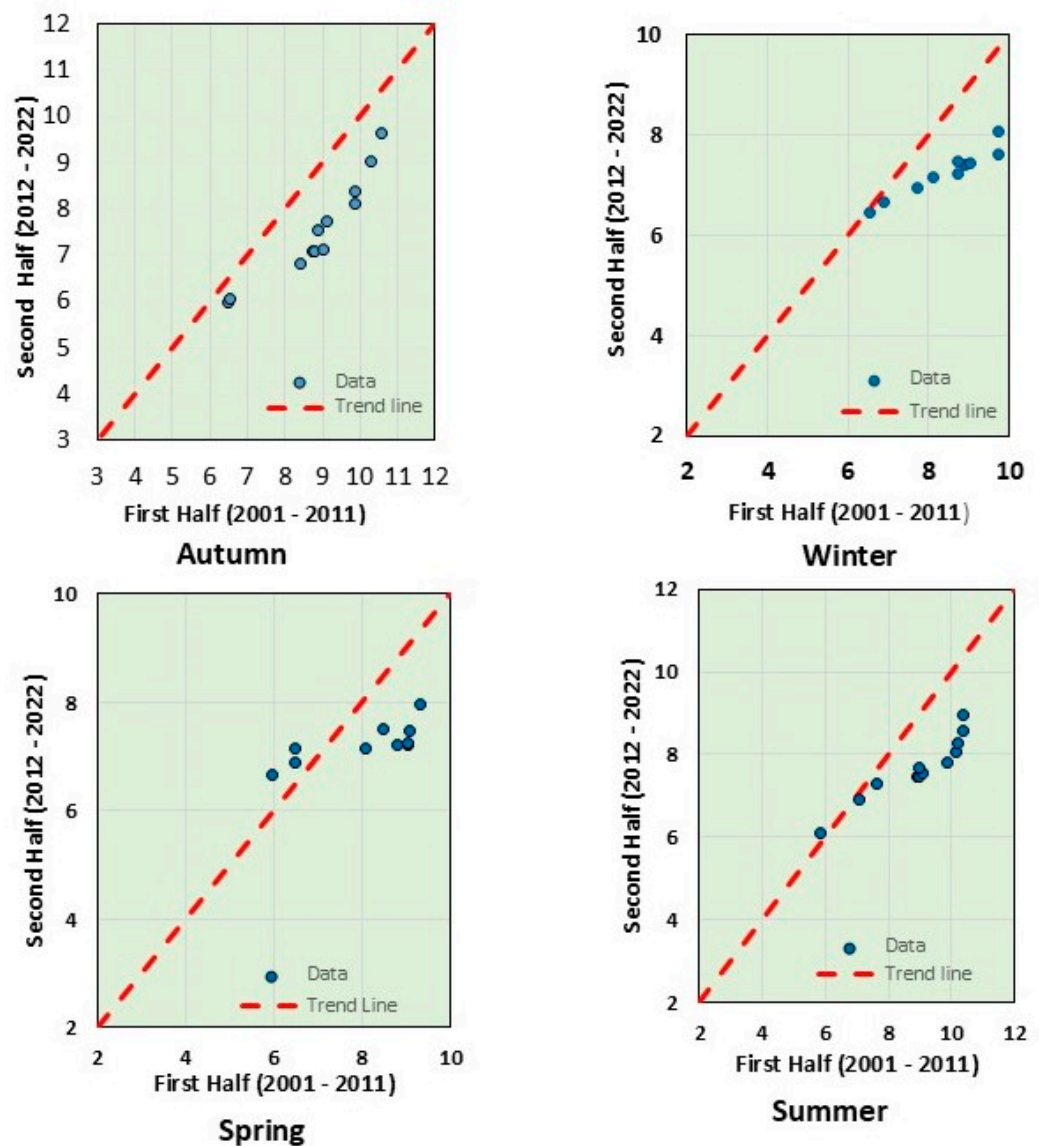 12
11
10
9
8
7
6
5
4
3
Second Half (2012 - 2022)
Data
Trend line
3 4 5 6 7 8 9 10 11 12
First Half (2001 - 2011)
Autumn
10
8
6
4
2
Second Half (2012 - 2022)
Data
Trend line
2 4 6 8 10
First Half (2001 - 2011)
Winter
10
8
6
4
2
Second Half (2012 - 2022)
Data
Trend Line
2 4 6 8 10
First Half (2001 - 2011)
Spring
12
10
8
6
4
2
Second Half (2012 - 2022)
Data
Trend line
2 4 6 8 10 12
First Half (2001 - 2011)
Summer